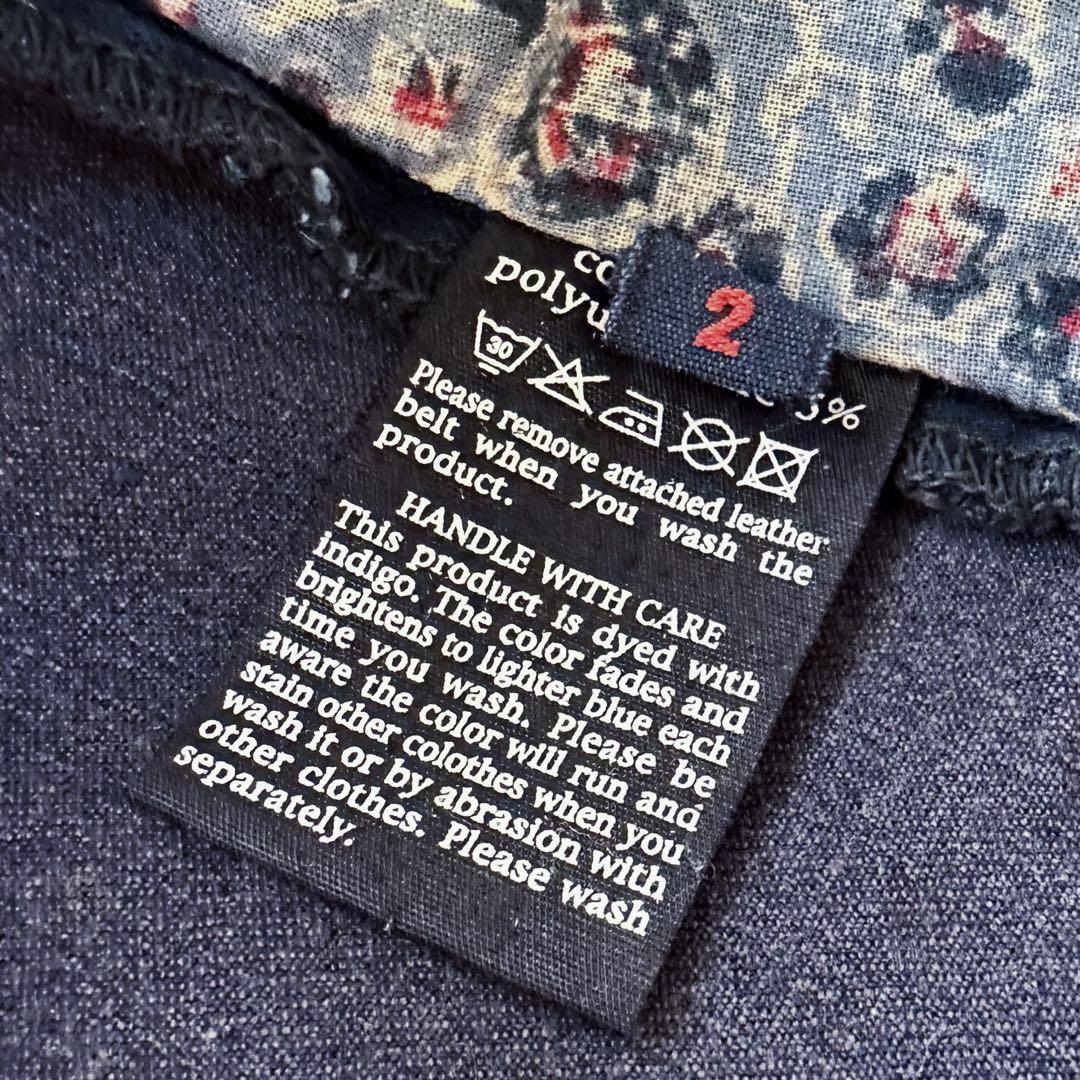 2
30
Please remove attached leather
belt when you wash the
product.
HANDLE WITH CARE
This product is dyed with
indigo. The color fades and
brightens to lighter blue each
time you wash. Please be
aware the color will run and
stain other colothes when you
wash it or by abrasion with
other clothes. Please wash
separately.